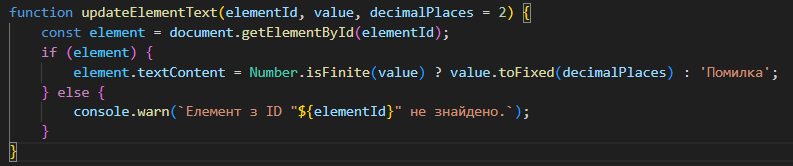 function updateElementText(elementId, value, decimalPlaces = 2) {
    const element = document.getElementById(elementId);
    if (element) {
        element.textContent = Number.isFinite(value) ? value.toFixed(decimalPlaces) : 'Помилка';
    } else {
        console.warn(`Елемент з ID "${elementId}" не знайдено.`);
    }
}